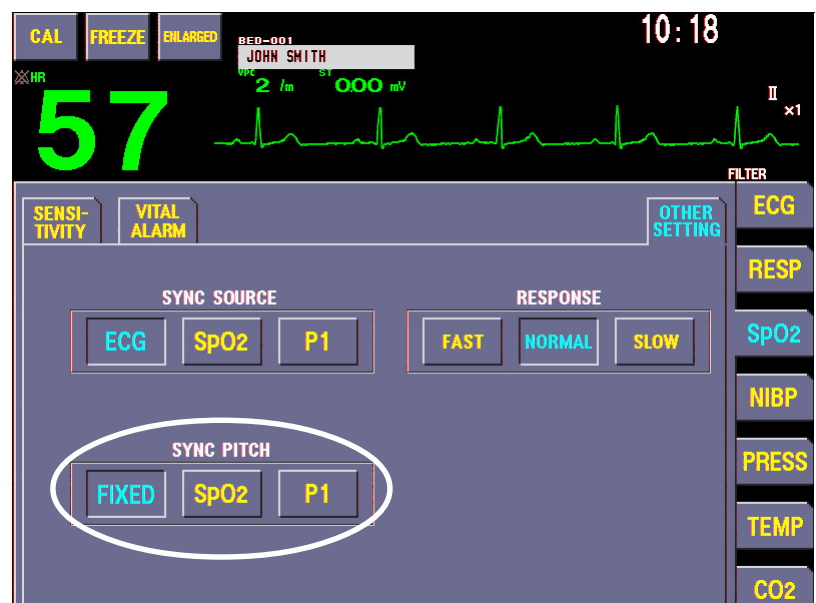 CAL FREEZE ENLARGED
BED-001
JOHN SMITH
10:18
HR
57
VPC 2 /m ST 0.00 mV
II
×1
FILTER
SENSI-
TIVITY
VITAL
ALARM
OTHER
SETTING
ECG
RESP
SpO2
NIBP
PRESS
TEMP
CO2
SYNC SOURCE
ECG SpO2 P1
RESPONSE
FAST NORMAL SLOW
SYNC PITCH
FIXED SpO2 P1